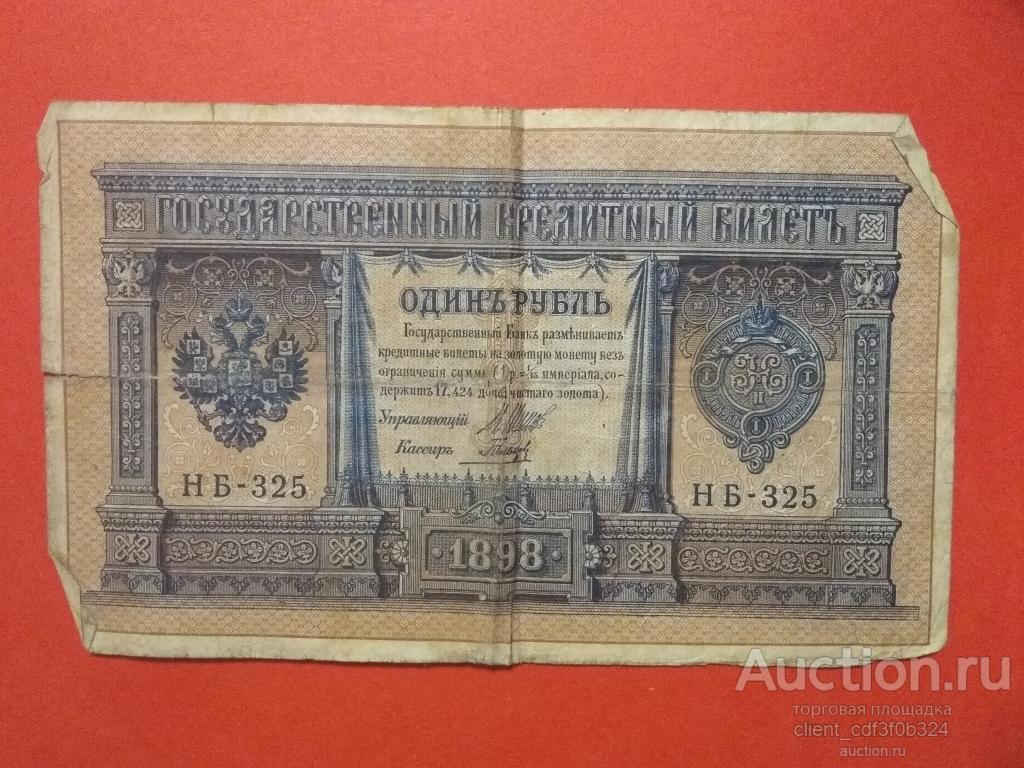 ГОСУДАРСТВЕННЫЙ КРЕДИТНЫЙ БИЛЕТЪ
ОДИНЪ РУБЛЬ
Государственный Банкъ размѣниваетъ
кредитные билеты на золотую монету безъ
ограниченія суммы (1 р.=1/15 имперіала, со-
держитъ 17,424 долей чистаго золота).
Управляющій
Кассиръ
НБ-325
НБ-325
1898
Auction.ru
торговая площадка
client_cdf3f0b324
auction.ru